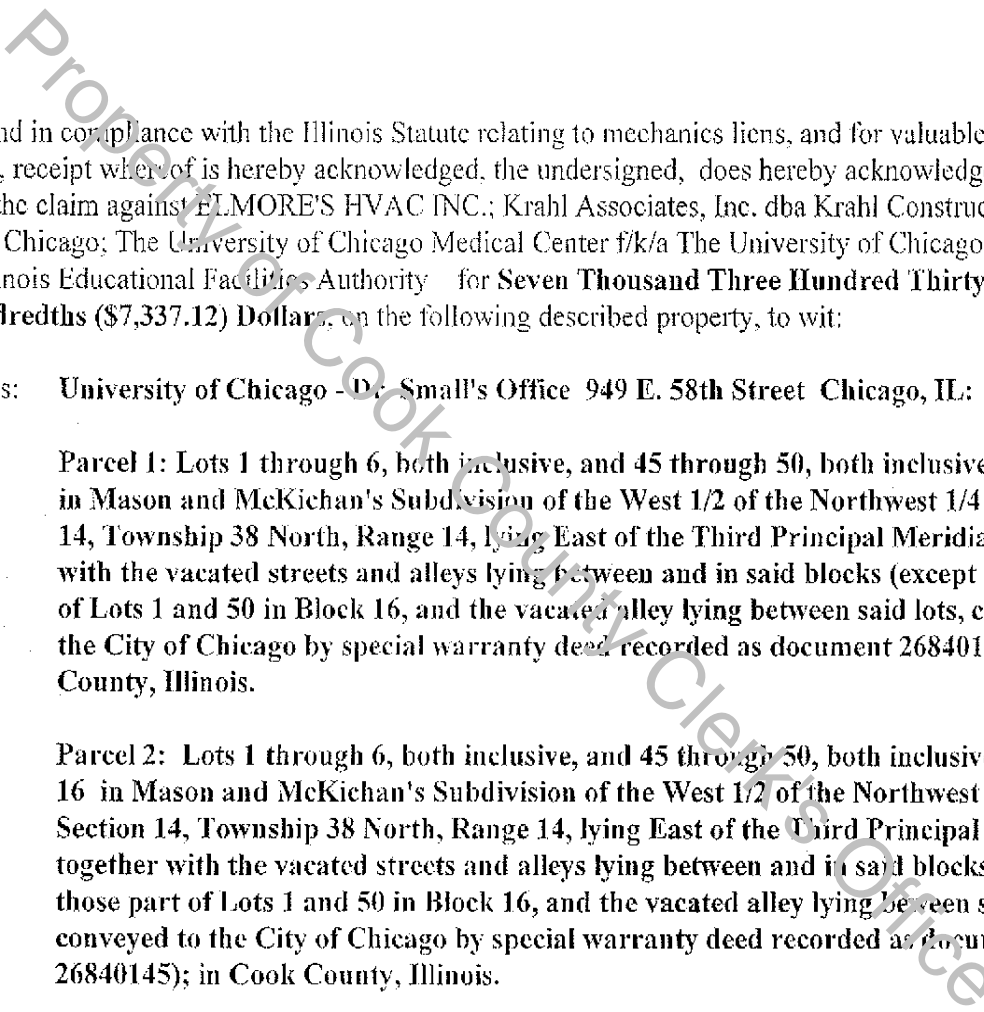 nd in compliance with the Illinois Statute relating to mechanics liens, and for valuable
, receipt whereof is hereby acknowledged, the undersigned, does hereby acknowledg
the claim against ELMORE'S HVAC INC.; Krahl Associates, Inc. dba Krahl Construc
Chicago; The University of Chicago Medical Center f/k/a The University of Chicago
nois Educational Facilities Authority for Seven Thousand Three Hundred Thirty
dredths ($7,337.12) Dollars, on the following described property, to wit:
s: University of Chicago - Dr. Small's Office 949 E. 58th Street Chicago, IL:
Parcel 1: Lots 1 through 6, both inclusive, and 45 through 50, both inclusive
in Mason and McKichan's Subdivision of the West 1/2 of the Northwest 1/4
14, Township 38 North, Range 14, lying East of the Third Principal Meridia
with the vacated streets and alleys lying between and in said blocks (except
of Lots 1 and 50 in Block 16, and the vacated alley lying between said lots, c
the City of Chicago by special warranty deed recorded as document 268401
County, Illinois.
Parcel 2: Lots 1 through 6, both inclusive, and 45 through 50, both inclusiv
16 in Mason and McKichan's Subdivision of the West 1/2 of the Northwest
Section 14, Township 38 North, Range 14, lying East of the Third Principal
together with the vacated streets and alleys lying between and in said blocks
those part of Lots 1 and 50 in Block 16, and the vacated alley lying beween s
conveyed to the City of Chicago by special warranty deed recorded as docu
26840145); in Cook County, Illinois.
Property of Cook County Clerk's Office